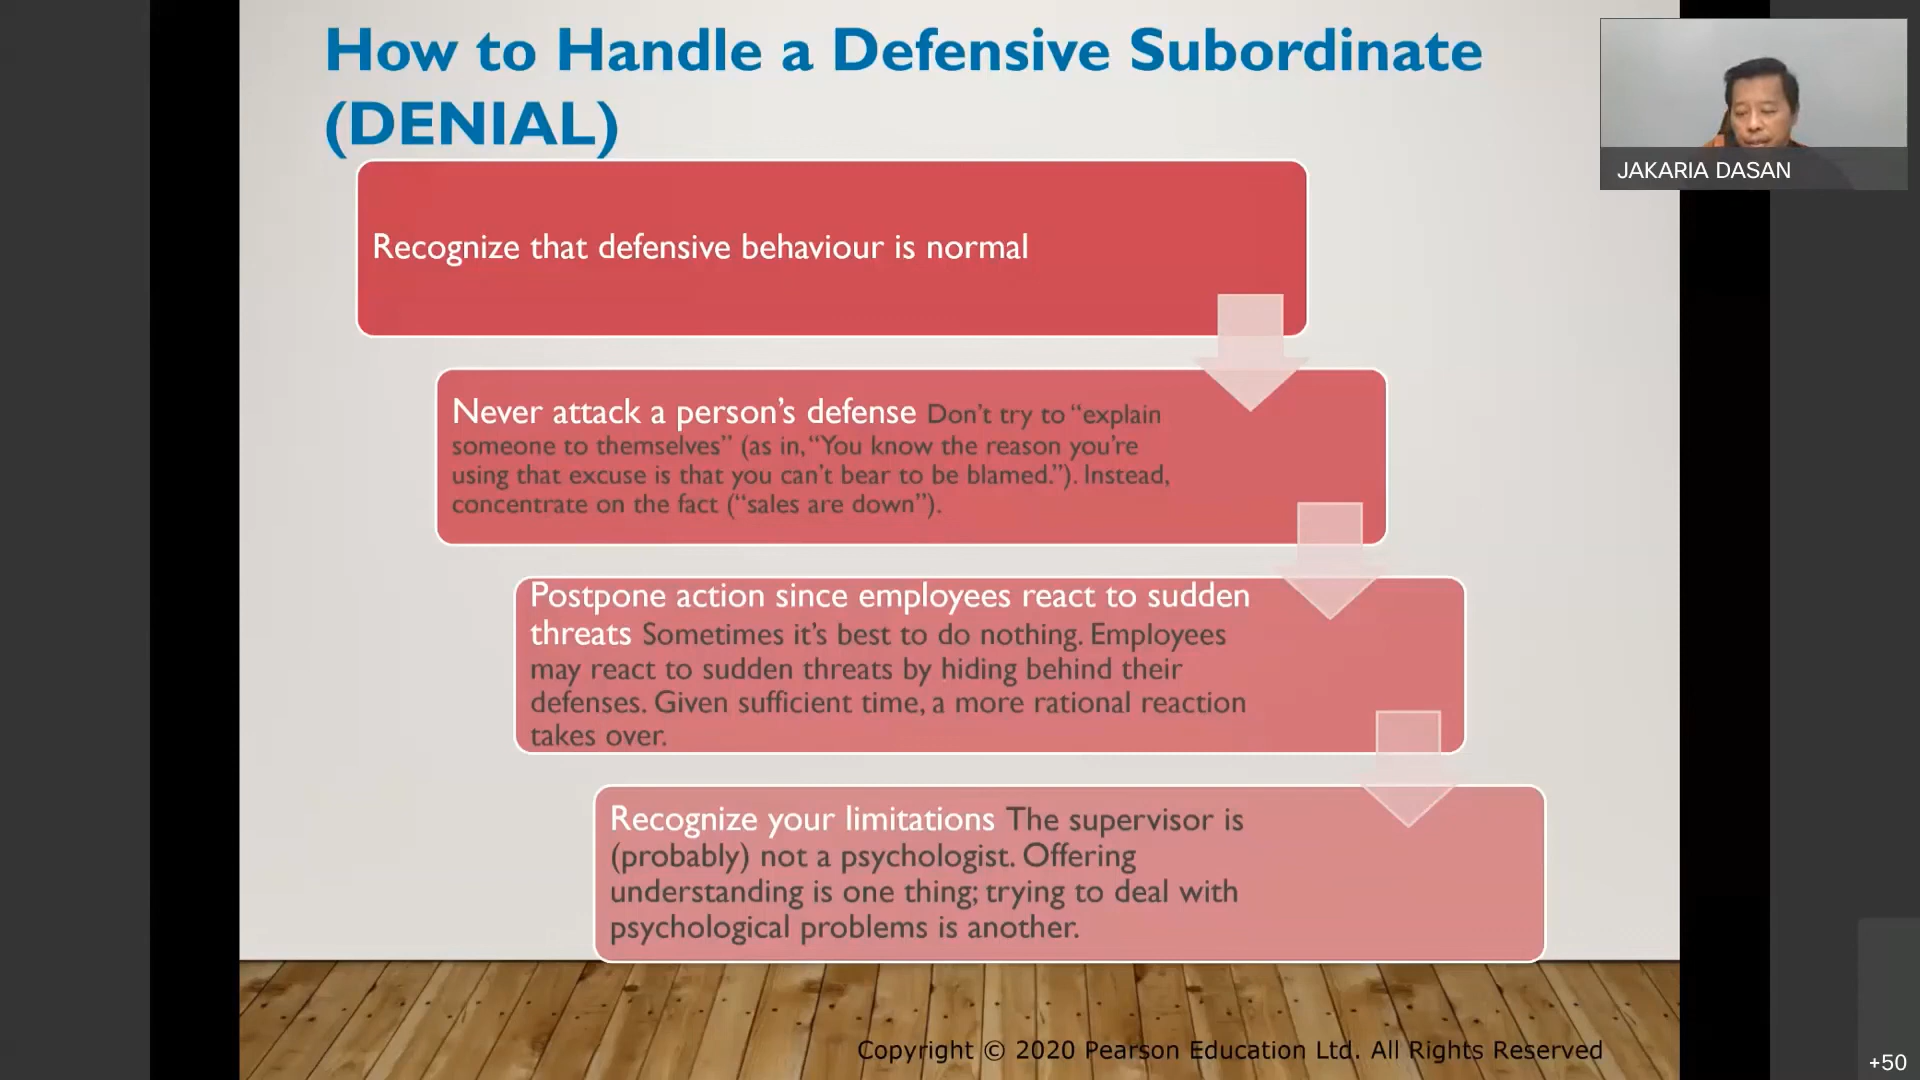 How to Handle a Defensive Subordinate
(DENIAL)
JAKARIA DASAN
Recognize that defensive behaviour is normal
Never attack a person’s defense Don’t try to “explain
someone to themselves” (as in, “You know the reason you’re
using that excuse is that you can’t bear to be blamed.”). Instead,
concentrate on the fact (“sales are down”).
Postpone action since employees react to sudden
threats Sometimes it’s best to do nothing. Employees
may react to sudden threats by hiding behind their
defenses. Given sufficient time, a more rational reaction
takes over.
Recognize your limitations The supervisor is
(probably) not a psychologist. Offering
understanding is one thing; trying to deal with
psychological problems is another.
Copyright © 2020 Pearson Education Ltd. All Rights Reserved
+50